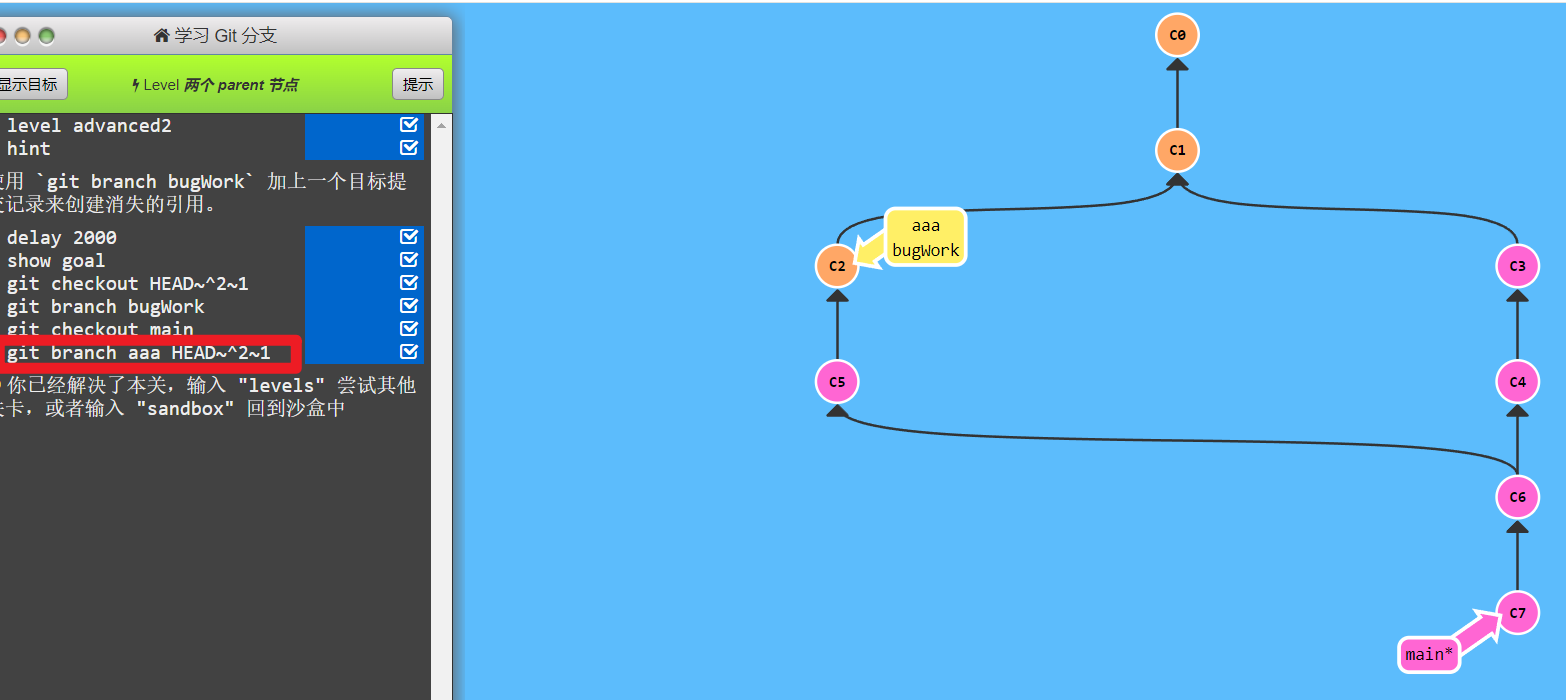 学习 Git 分支
显示目标
Level 两个 parent 节点
提示
level advanced2
hint
使用 `git branch bugWork` 加上一个目标提
交记录来创建消失的引用。
delay 2000
show goal
git checkout HEAD~^2~1
git branch bugWork
git checkout main
git branch aaa HEAD~^2~1
你已经解决了本关，输入 "levels" 尝试其他
关卡，或者输入 "sandbox" 回到沙盒中
C0
C1
aaa
bugWork
C2
C3
C5
C4
C6
C7
main*